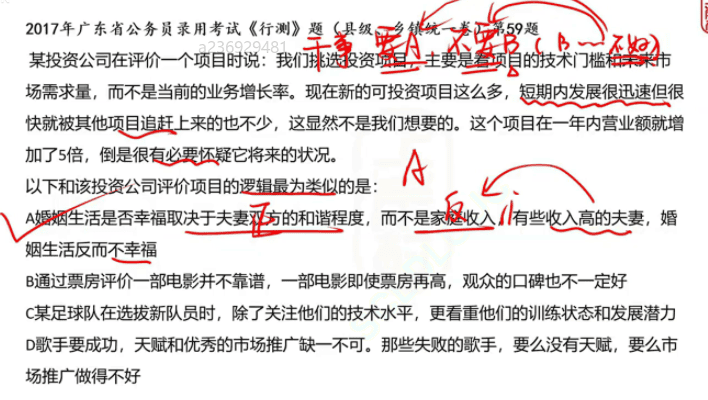 2017年广东省公务员录用考试《行测》题（县级、乡镇统一卷）第59题
a236929481
干事 要A 不要B（B…不好）
某投资公司在评价一个项目时说：我们挑选投资项目，主要是看项目的技术门槛和未来市
场需求量，而不是当前的业务增长率。现在新的可投资项目这么多，短期内发展很迅速但很
快就被其他项目追赶上来的也不少，这显然不是我们想要的。这个项目在一年内营业额就增
加了5倍，倒是很有必要怀疑它将来的状况。
A
以下和该投资公司评价项目的逻辑最为类似的是：
A婚姻生活是否幸福取决于夫妻双方的和谐程度，而不是家庭收入，有些收入高的夫妻，婚
正 反
姻生活反而不幸福
B通过票房评价一部电影并不靠谱，一部电影即使票房再高，观众的口碑也不一定好
C某足球队在选拔新队员时，除了关注他们的技术水平，更看重他们的训练状态和发展潜力
D歌手要成功，天赋和优秀的市场推广缺一不可。那些失败的歌手，要么没有天赋，要么市
场推广做得不好